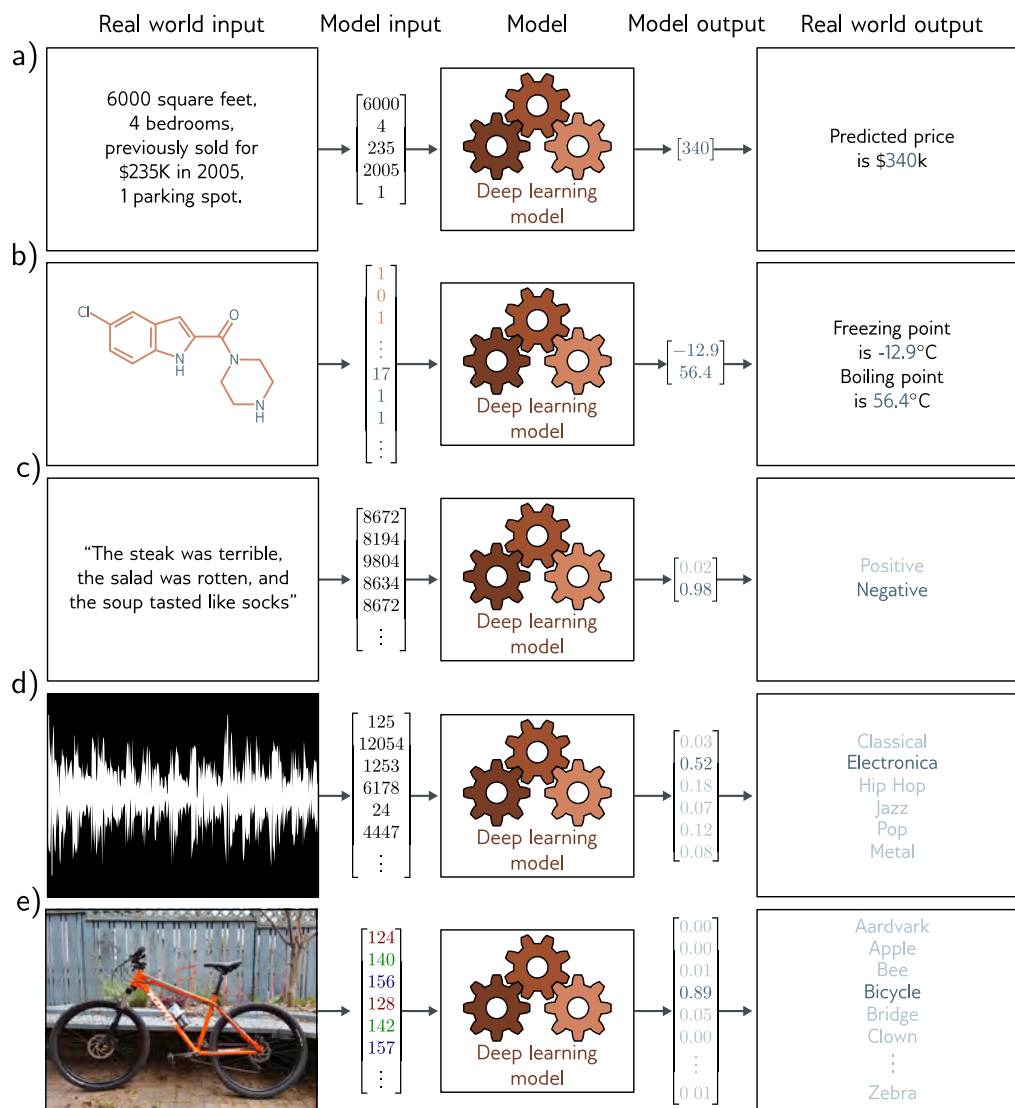 Real world input
Model input
Model
Model output
Real world output
a)
6000 square feet,
4 bedrooms,
previously sold for
$235K in 2005,
1 parking spot.
6000
4
235
2005
1
Deep learning
model
340
Predicted price
is $340k
b)
Cl
O
N
N
H
N
H
1
0
1
⋮
17
1
1
⋮
Deep learning
model
−12.9
56.4
Freezing point
is -12.9°C
Boiling point
is 56.4°C
c)
“The steak was terrible,
the salad was rotten, and
the soup tasted like socks”
8672
8194
9804
8634
8672
⋮
Deep learning
model
0.02
0.98
Positive
Negative
d)
125
12054
1253
6178
24
4447
⋮
Deep learning
model
0.03
0.52
0.18
0.07
0.12
0.08
Classical
Electronica
Hip Hop
Jazz
Pop
Metal
e)
124
140
156
128
142
157
⋮
Deep learning
model
0.00
0.00
0.01
0.89
0.05
0.00
⋮
0 01
Aardvark
Apple
Bee
Bicycle
Bridge
Clown
⋮
Zebra